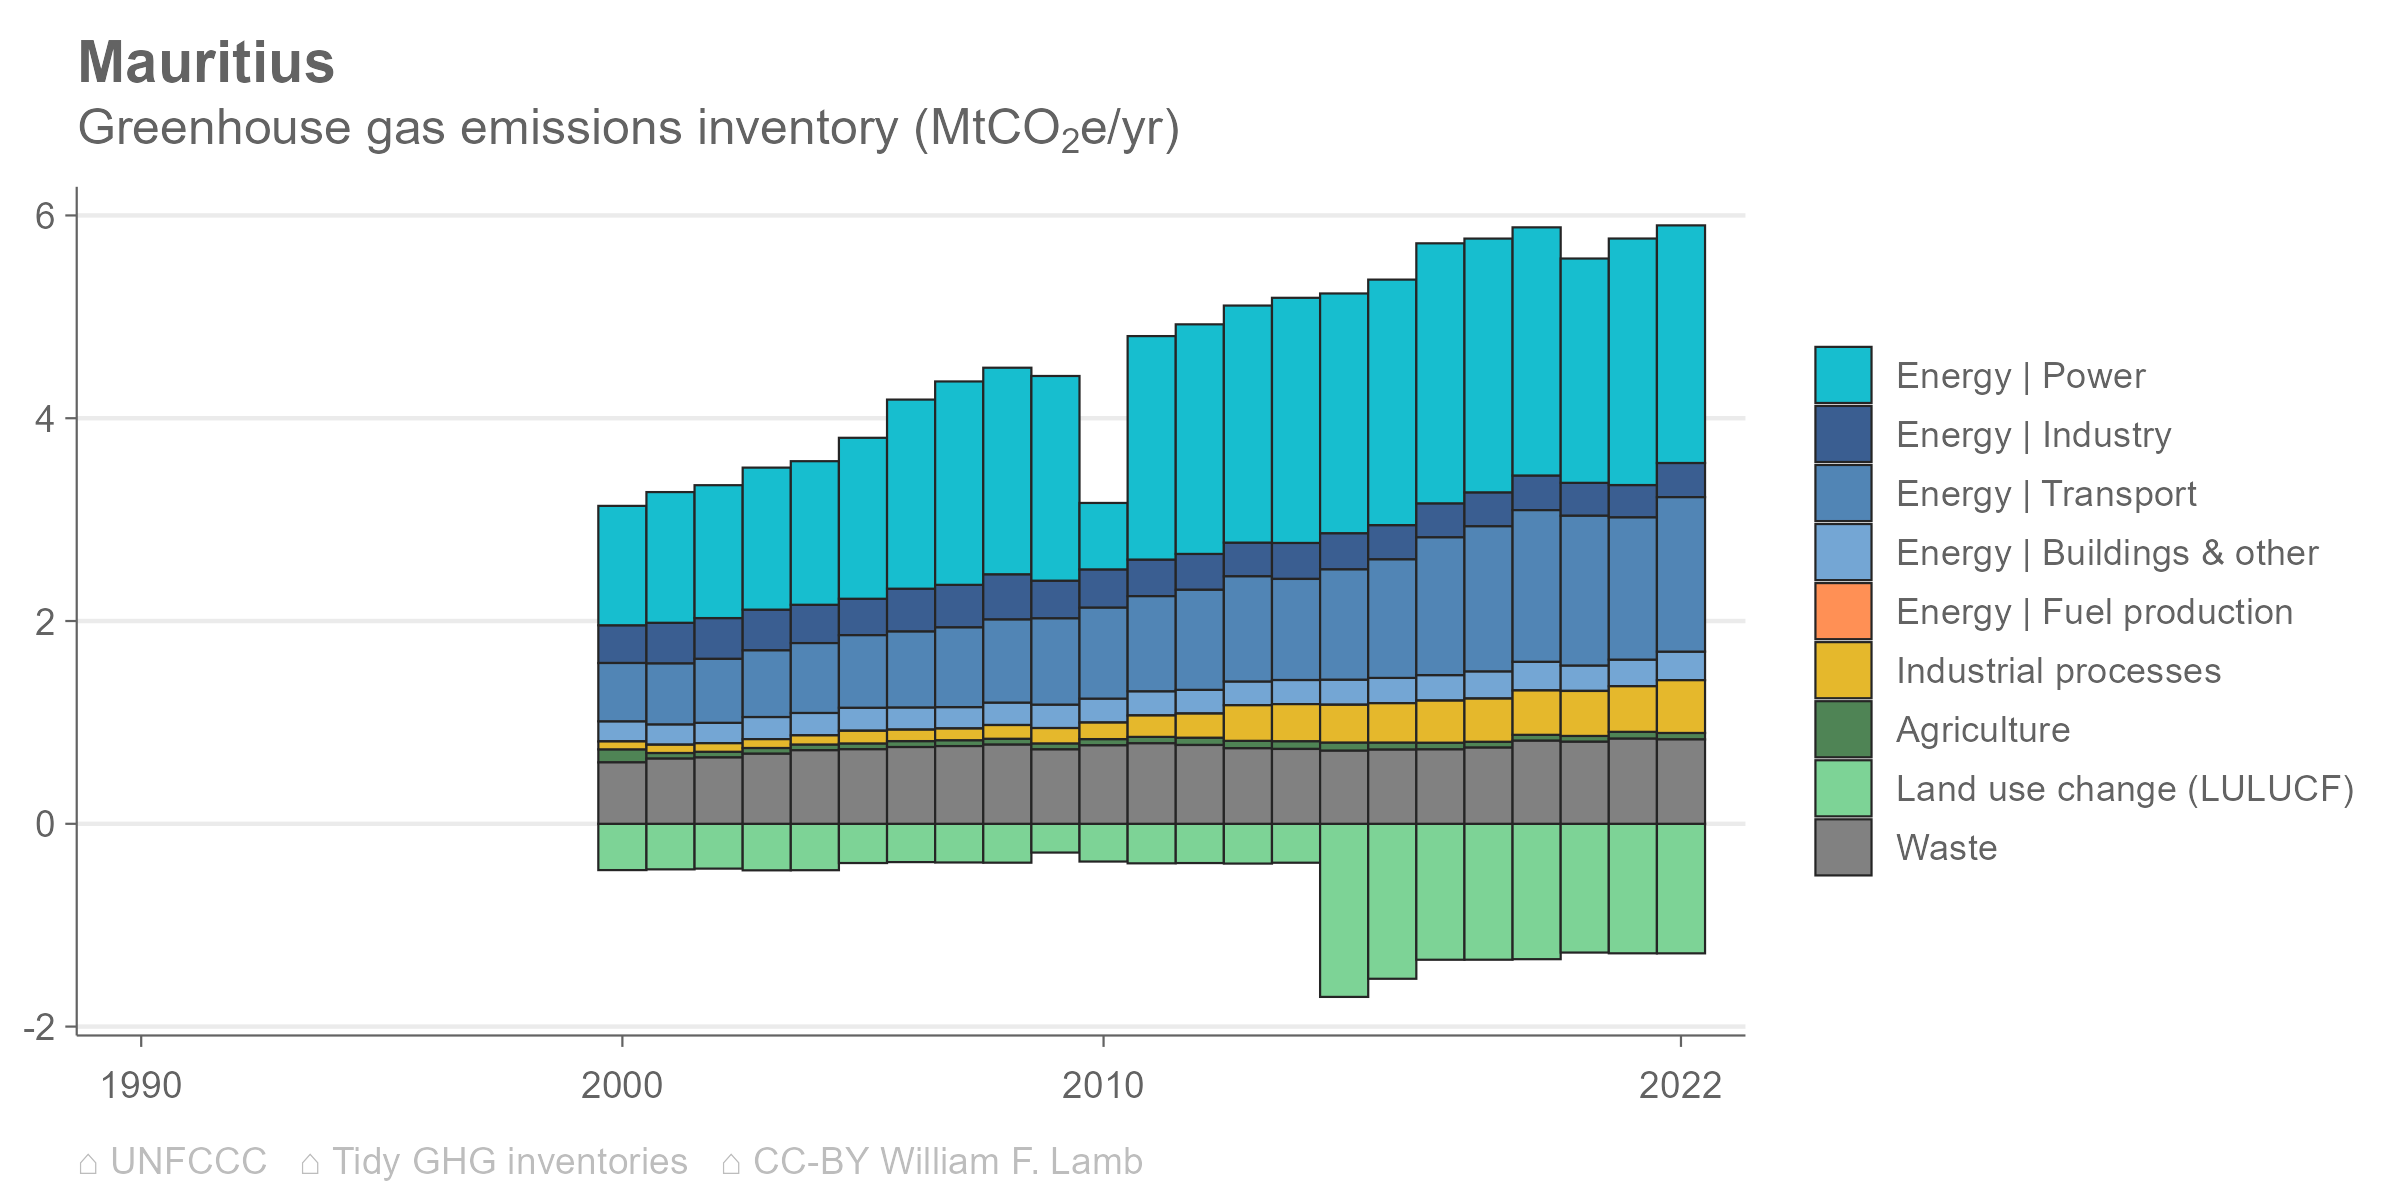 Mauritius
Greenhouse gas emissions inventory (MtCO₂e/yr)
6
4
2
0
-2
1990
2000
2010
2022
Energy | Power
Energy | Industry
Energy | Transport
Energy | Buildings & other
Energy | Fuel production
Industrial processes
Agriculture
Land use change (LULUCF)
Waste
⌂ UNFCCC ⌂ Tidy GHG inventories ⌂ CC-BY William F. Lamb